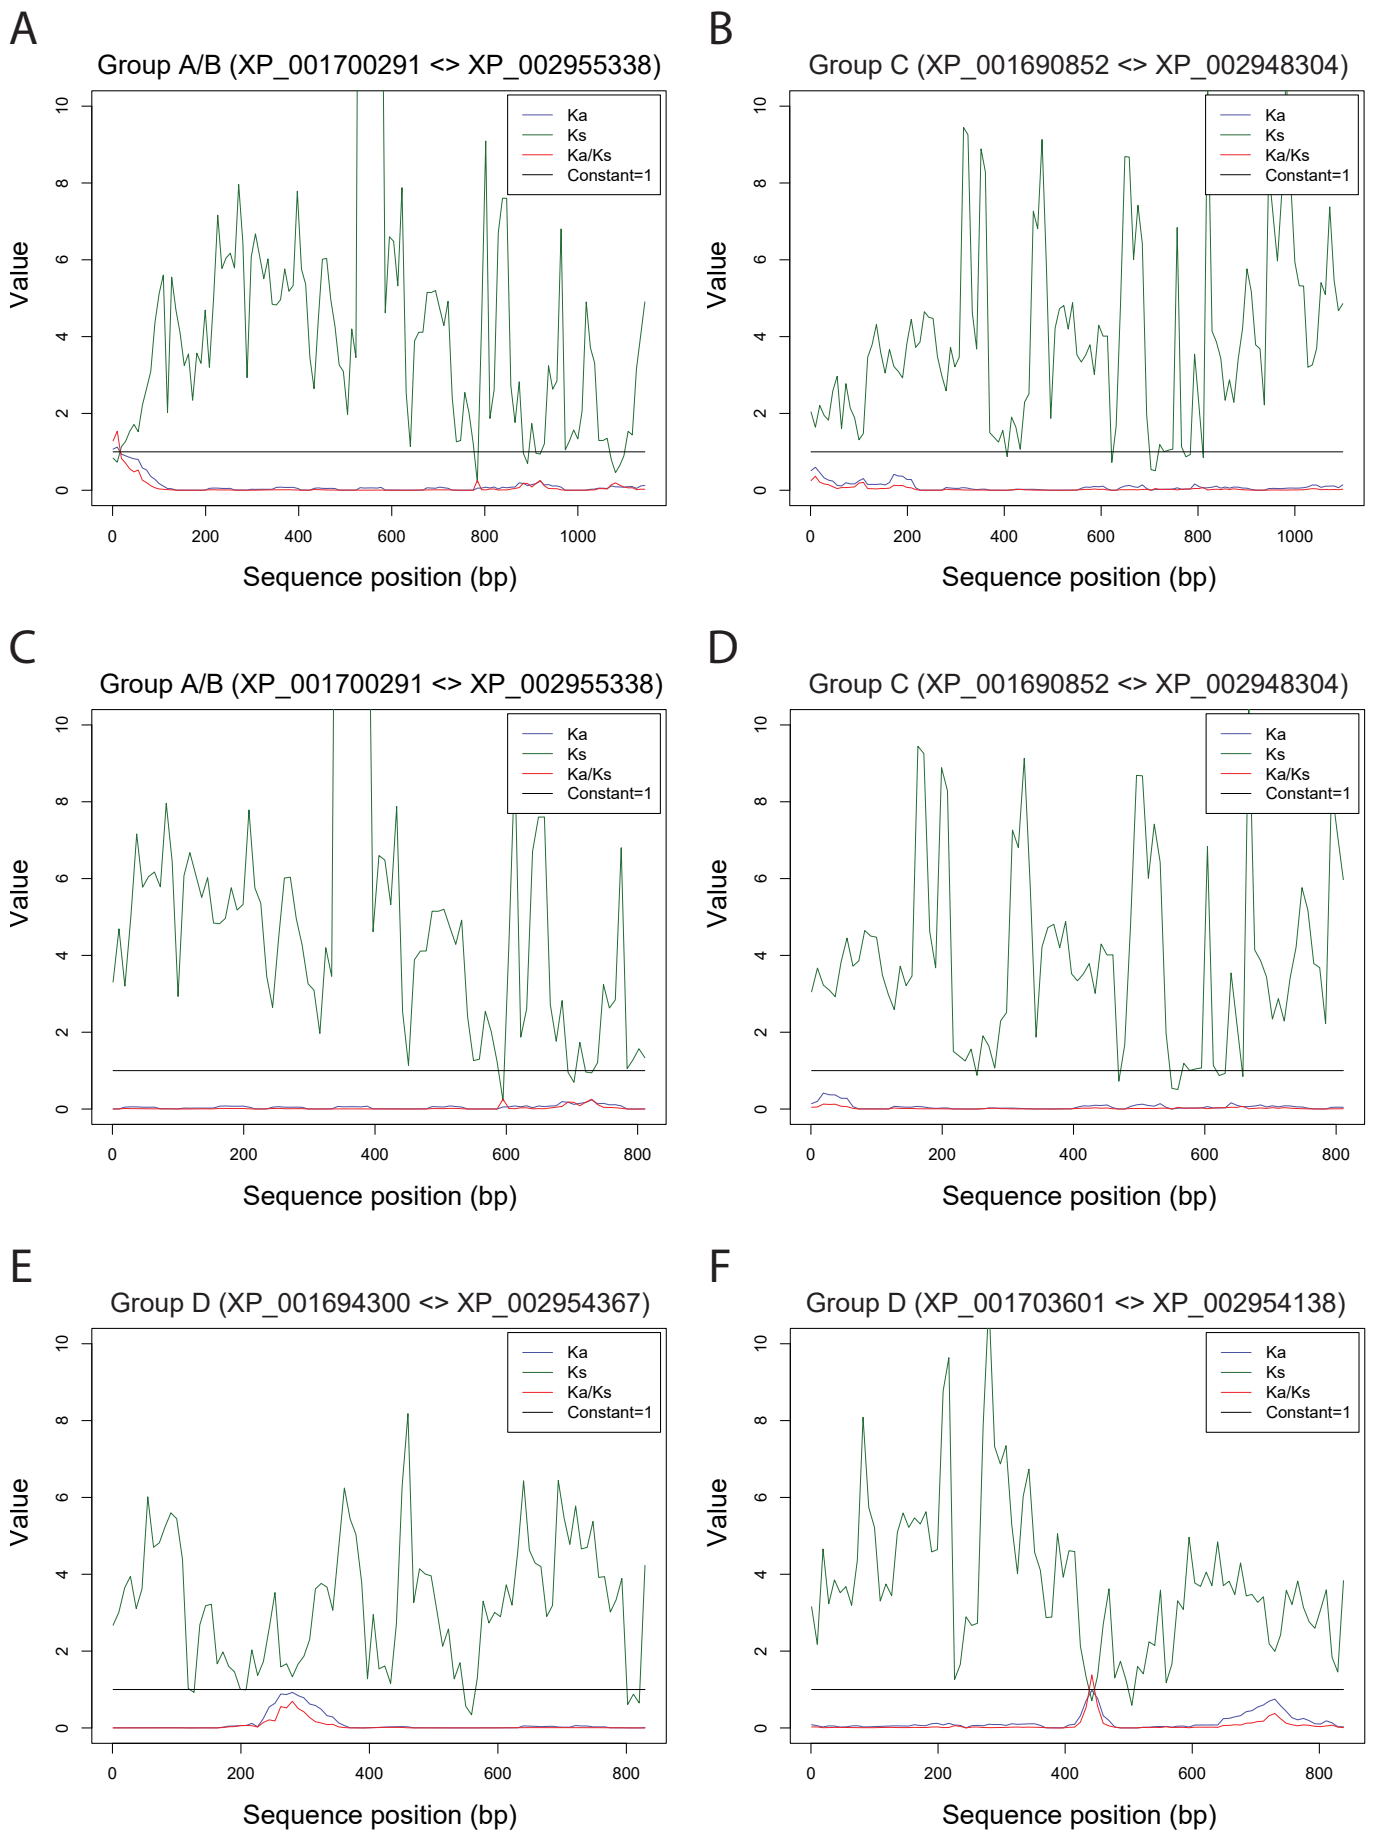 A
Group A/B (XP_001700291 <> XP_002955338)
Value
10
8
6
4
2
0
Ka
Ks
Ka/Ks
Constant=1
0 200 400 600 800 1000
Sequence position (bp)
B
Group C (XP_001690852 <> XP_002948304)
Value
10
8
6
4
2
0
Ka
Ks
Ka/Ks
Constant=1
0 200 400 600 800 1000
Sequence position (bp)
C
Group A/B (XP_001700291 <> XP_002955338)
Value
10
8
6
4
2
0
Ka
Ks
Ka/Ks
Constant=1
0 200 400 600 800
Sequence position (bp)
D
Group C (XP_001690852 <> XP_002948304)
Value
10
8
6
4
2
0
Ka
Ks
Ka/Ks
Constant=1
0 200 400 600 800
Sequence position (bp)
E
Group D (XP_001694300 <> XP_002954367)
Value
10
8
6
4
2
0
Ka
Ks
Ka/Ks
Constant=1
0 200 400 600 800
Sequence position (bp)
F
Group D (XP_001703601 <> XP_002954138)
Value
10
8
6
4
2
0
Ka
Ks
Ka/Ks
Constant=1
0 200 400 600 800
Sequence position (bp)